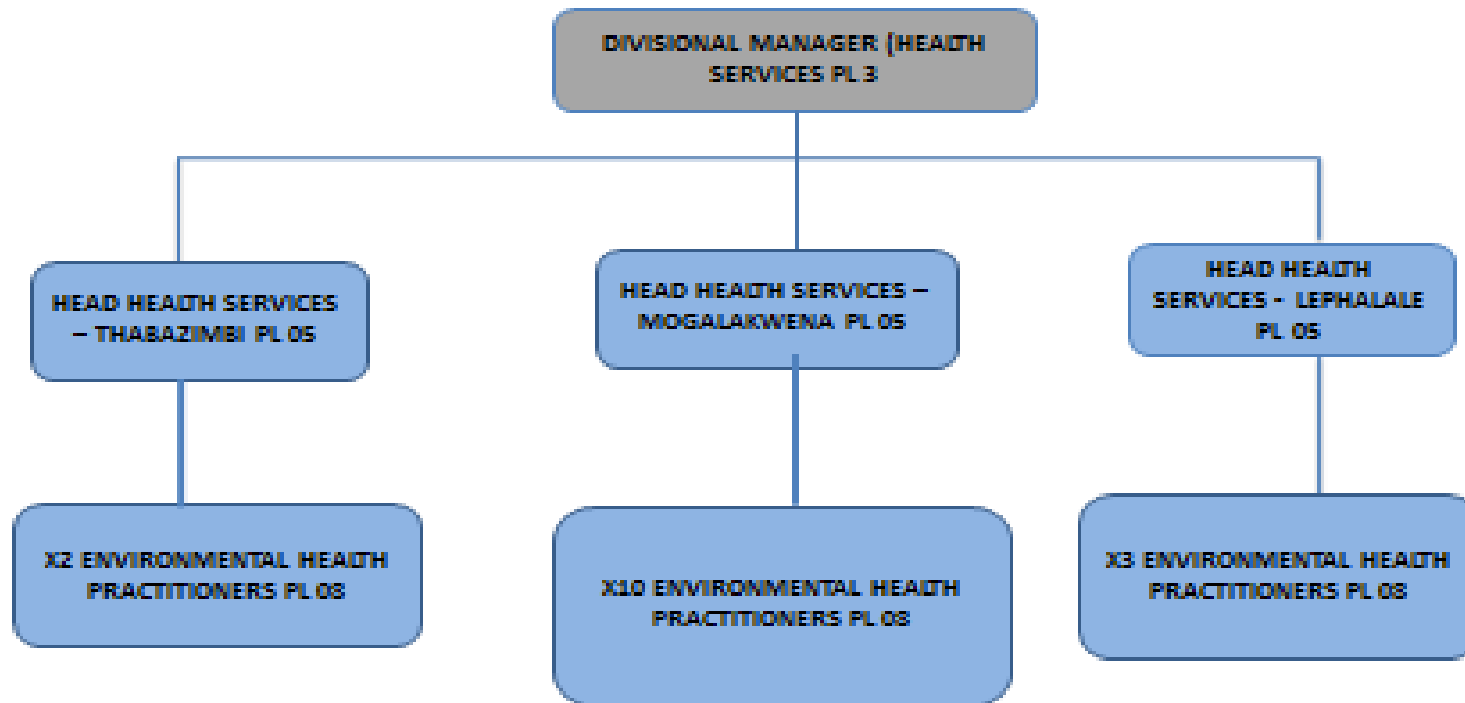 DIVISIONAL MANAGER (HEALTH
SERVICES PL 3
HEAD HEALTH SERVICES
– THABAZIMBI PL 05
HEAD HEALTH SERVICES –
MOGALAKWENA PL 05
HEAD HEALTH
SERVICES - LEPHALALE
PL 05
X2 ENVIRONMENTAL HEALTH
PRACTITIONERS PL 08
X10 ENVIRONMENTAL HEALTH
PRACTITIONERS PL 08
X3 ENVIRONMENTAL HEALTH
PRACTITIONERS PL 08